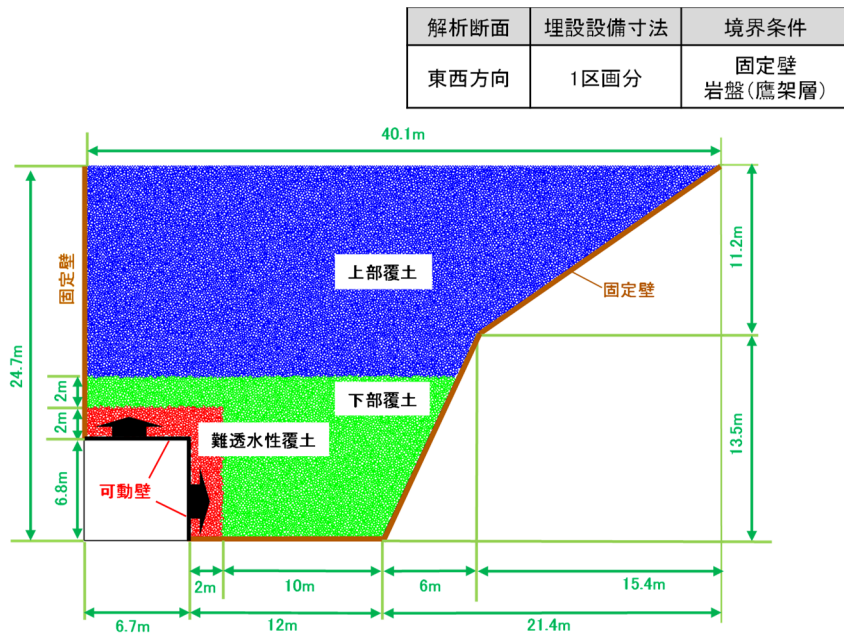 解析断面 埋設設備寸法 境界条件
東西方向 1区画分 固定壁
岩盤(鷹架層)
40.1m
上部覆土
固定壁
固定壁
11.2m
24.7m
2m
下部覆土
2m
難透水性覆土
13.5m
可動壁
6.8m
2m
10m
6m
15.4m
6.7m
12m
21.4m